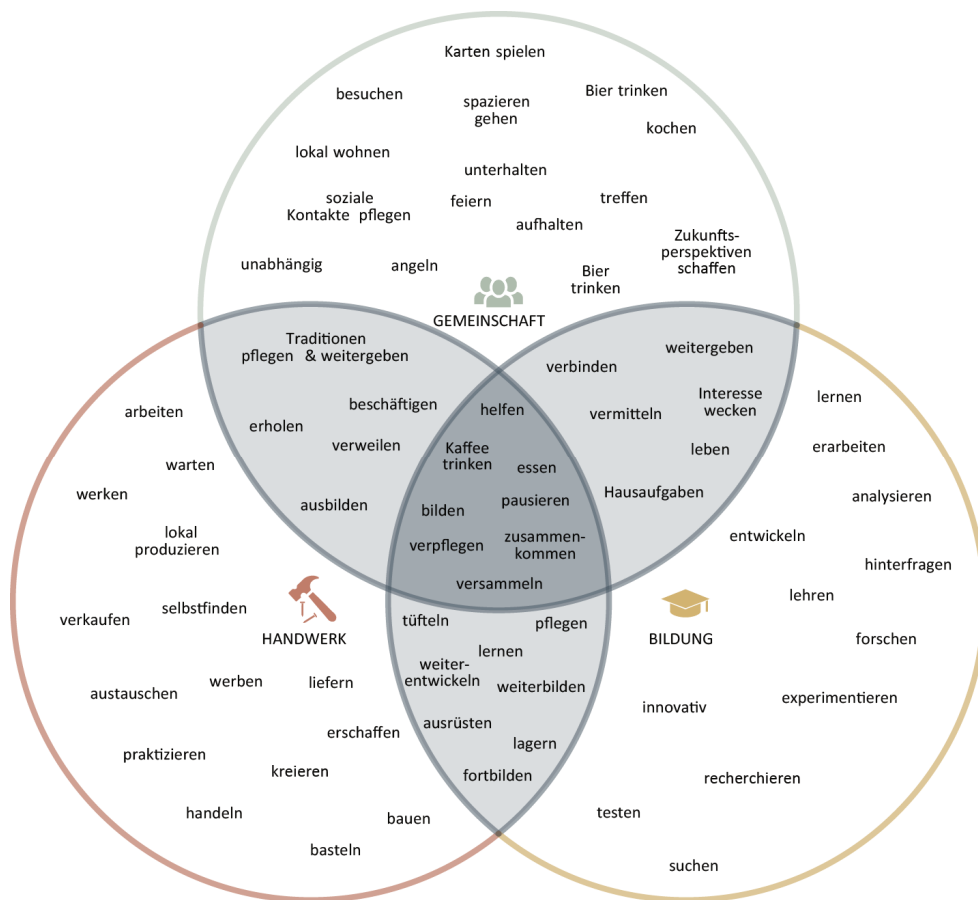 Karten spielen
besuchen
Bier trinken
spazieren
gehen
kochen
lokal wohnen
unterhalten
soziale
Kontakte pflegen
feiern
treffen
aufhalten
Zukunfts-
perspektiven
schaffen
unabhängig
angeln
Bier
trinken
GEMEINSCHAFT
Traditionen
pflegen & weitergeben
beschäftigen
erholen
verweilen
ausbilden
verbinden
weitergeben
Interesse
wecken
vermitteln
leben
Hausaufgaben
helfen
Kaffee
trinken
essen
pausieren
bilden
verpflegen
zusammen-
kommen
versammeln
arbeiten
warten
werken
lokal
produzieren
selbstfinden
verkaufen
HANDWERK
austauschen
werben
liefern
erschaffen
praktizieren
kreieren
handeln
bauen
basteln
tüfteln
pflegen
lernen
weiter-
entwickeln
weiterbilden
ausrüsten
lagern
fortbilden
lernen
erarbeiten
analysieren
entwickeln
hinterfragen
lehren
BILDUNG
forschen
experimentieren
innovativ
recherchieren
testen
suchen